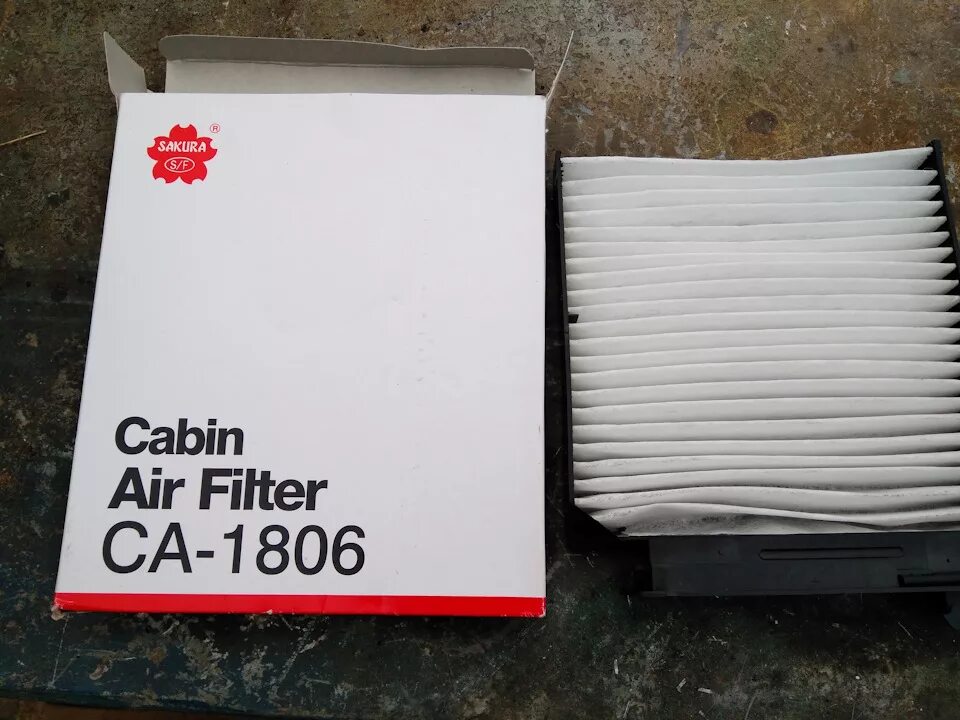 SAKURA ®
S/F
Cabin
Air Filter
CA-1806